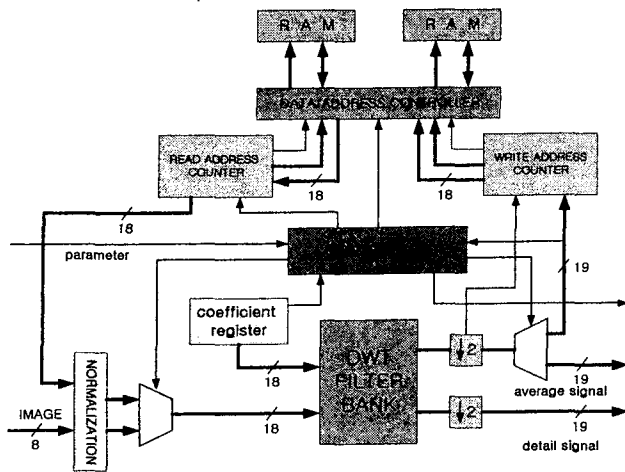 R A M
R A M
DATA/ADDRESS CONTROLLER
READ ADDRESS
COUNTER
WRITE ADDRESS
COUNTER
18
18
18
parameter
19
coefficient
register
NORMALIZATION
DWT
FILTER
BANK
↓2
↓2
18
19
average signal
IMAGE
8
18
19
detail signal